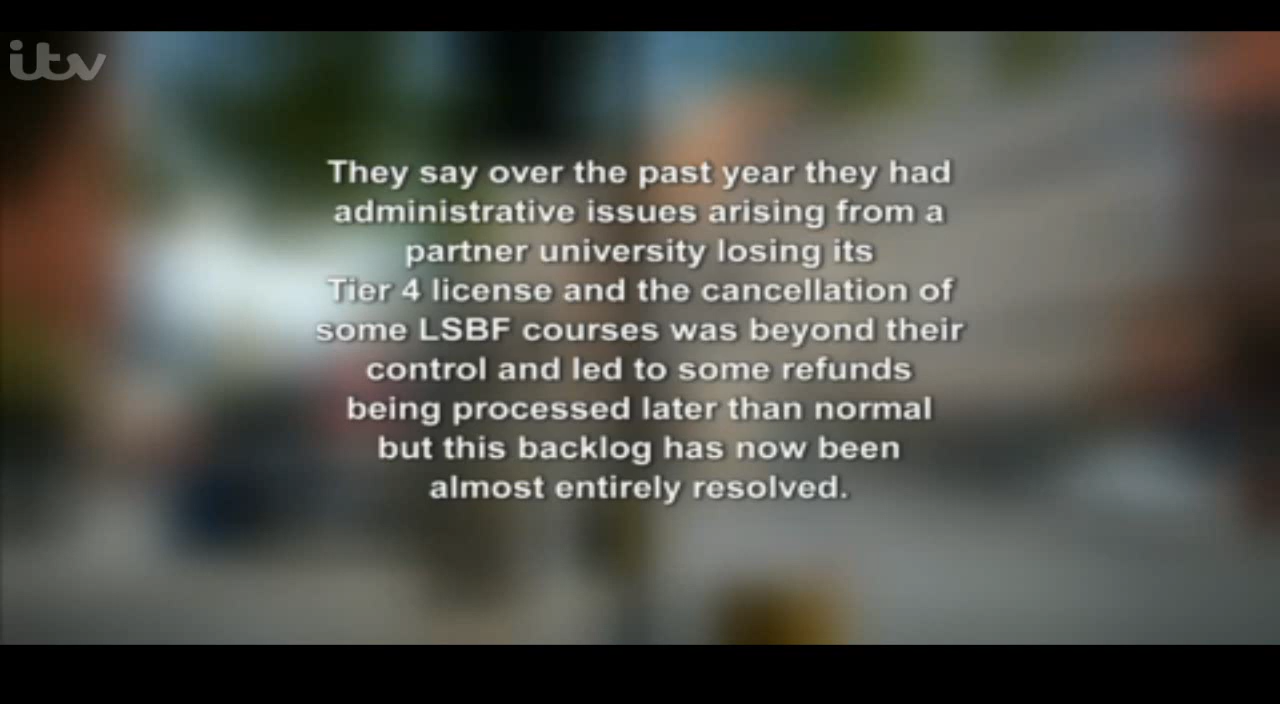 itv
They say over the past year they had
administrative issues arising from a
partner university losing its
Tier 4 license and the cancellation of
some LSBF courses was beyond their
control and led to some refunds
being processed later than normal
but this backlog has now been
almost entirely resolved.